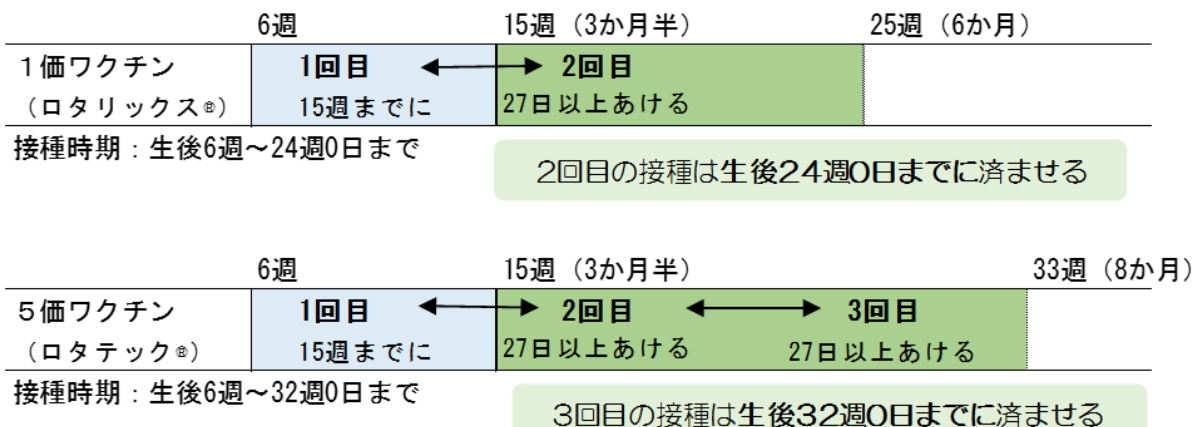 6週 15週（3か月半） 25週（6か月）
１価ワクチン 1回目 2回目
（ロタリックス®） 15週までに 27日以上あける
接種時期：生後6週～24週0日まで
2回目の接種は生後24週0日までに済ませる
6週 15週（3か月半） 33週（8か月）
５価ワクチン 1回目 2回目 3回目
（ロタテック®） 15週までに 27日以上あける 27日以上あける
接種時期：生後6週～32週0日まで
3回目の接種は生後32週0日までに済ませる